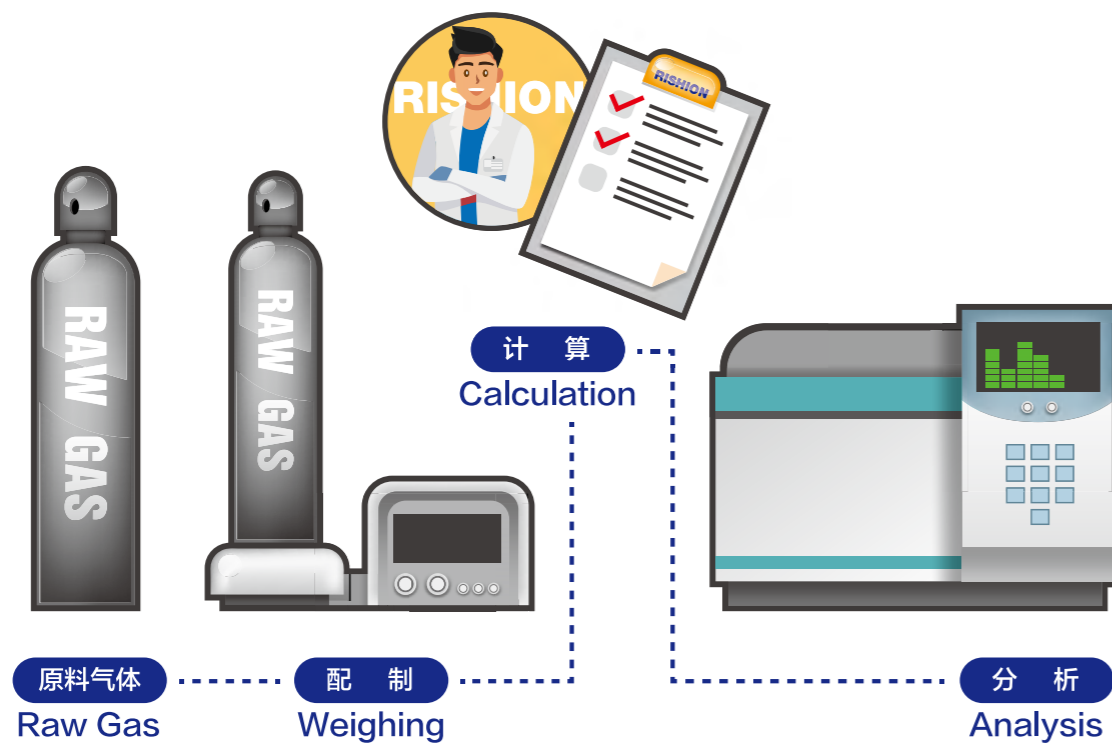 RISHION
RISHION
RAW GAS
RAW GAS
计 算
Calculation
原料气体
Raw Gas
配 制
Weighing
分 析
Analysis